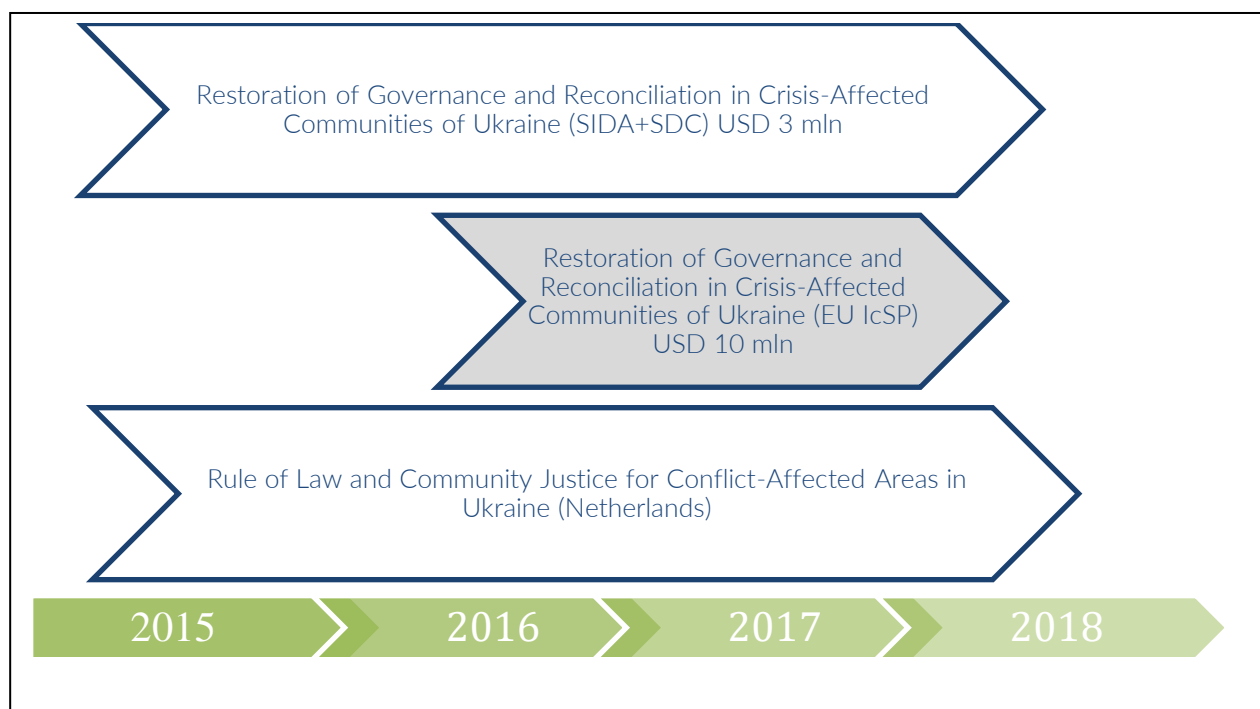 Restoration of Governance and Reconciliation in Crisis-Affected
Communities of Ukraine (SIDA+SDC) USD 3 mln
Restoration of Governance and
Reconciliation in Crisis-Affected
Communities of Ukraine (EU IcSP)
USD 10 mln
Rule of Law and Community Justice for Conflict-Affected Areas in
Ukraine (Netherlands)
2015
2016
2017
2018